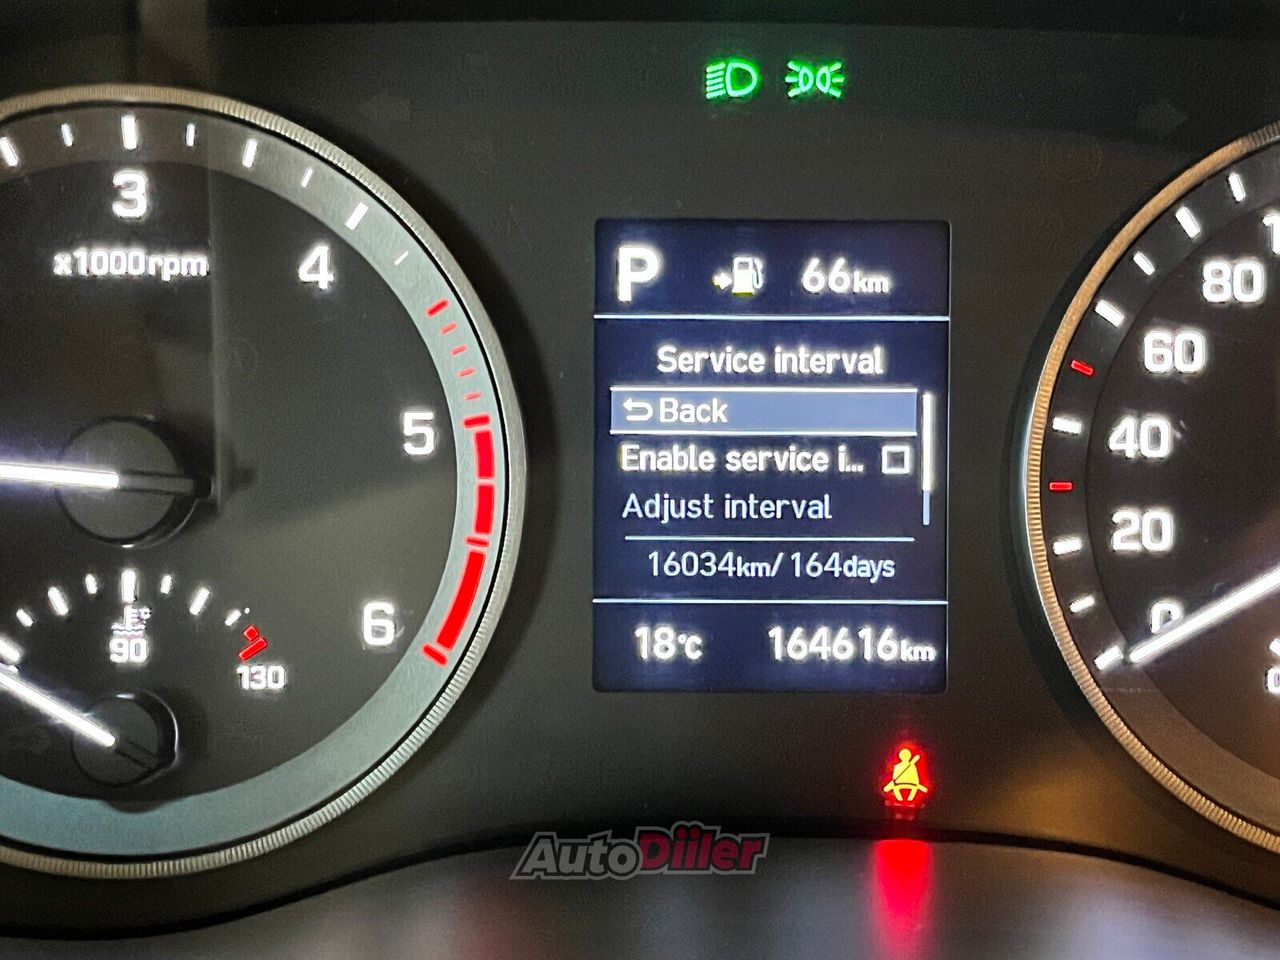 3
x1000rpm
4
5
6
90
130
P 66km
Service interval
Back
Enable service i...
Adjust interval
16034km/ 164days
18°C 164616km
80
60
40
20
0
AutoDiiler